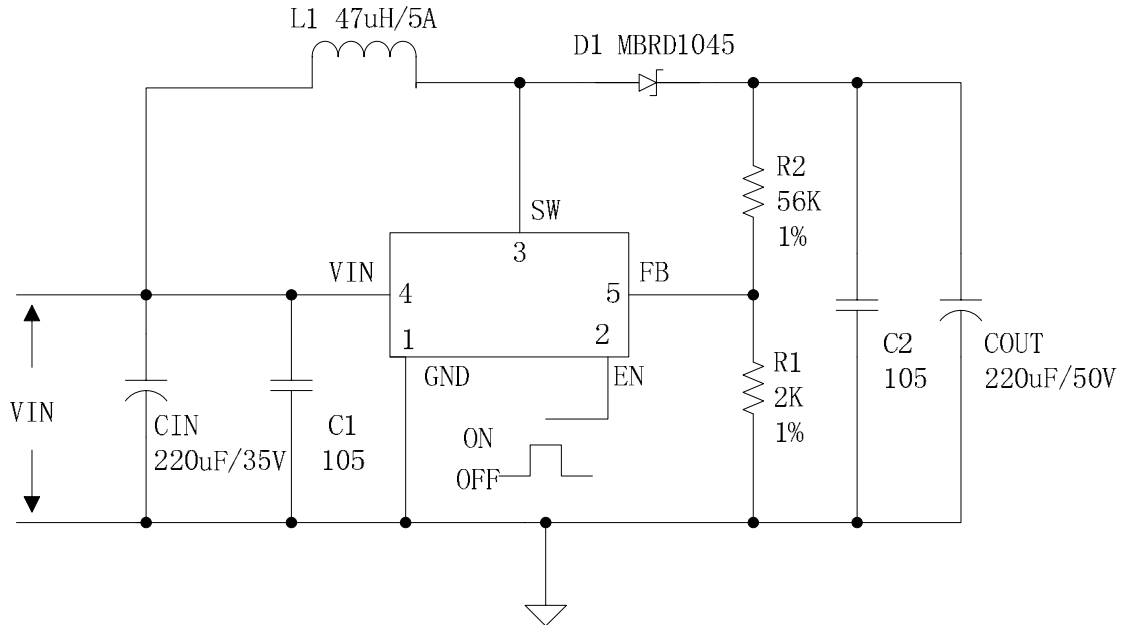 L1 47uH/5A
D1 MBRD1045
R2
56K
1%
SW
3
VIN
FB
4
5
1
2
GND
EN
C2
105
COUT
220uF/50V
R1
2K
1%
VIN
CIN
220uF/35V
C1
105
ON
OFF